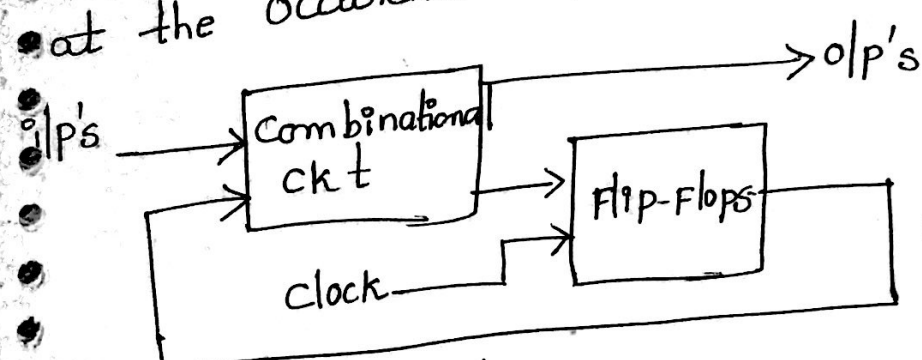 at the
o/p's
i/p's
Combinational
ckt
Flip-Flops
Clock